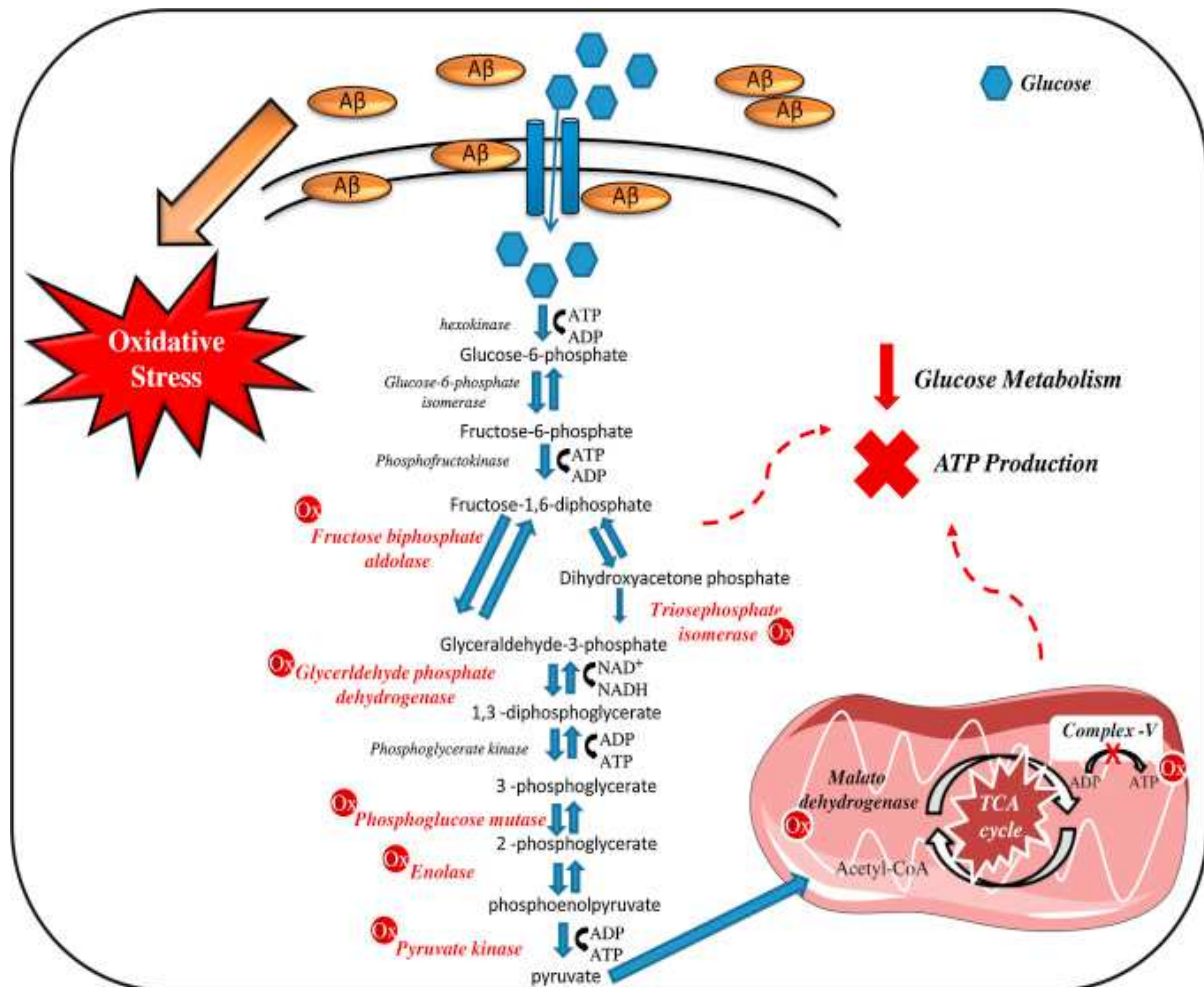 Aβ
Aβ
Aβ
Aβ
Glucose
Aβ
Aβ
Aβ
Aβ
Oxidative
Stress
hexokinase
ATP
ADP
Glucose-6-phosphate
Glucose-6-phosphate
isomerase
Fructose-6-phosphate
Phosphofructokinase
ATP
ADP
Fructose-1,6-diphosphate
Glucose Metabolism
ATP Production
Ox
Fructose biphosphate
aldolase
Dihydroxyacetone phosphate
Triosephosphate
isomerase
Ox
Glyceraldehyde-3-phosphate
Ox
Glycerldehyde phosphate
dehydrogenase
NAD⁺
NADH
1,3 -diphosphoglycerate
Phosphoglycerate kinase
ADP
ATP
3 -phosphoglycerate
Ox
Phosphoglucose mutase
2 -phosphoglycerate
Ox
Enolase
phosphoenolpyruvate
Ox
Pyruvate kinase
ADP
ATP
pyruvate
Complex -V
ADP
ATP
Ox
Malato
dehydrogenase
Ox
TCA
cycle
Acetyl-CoA